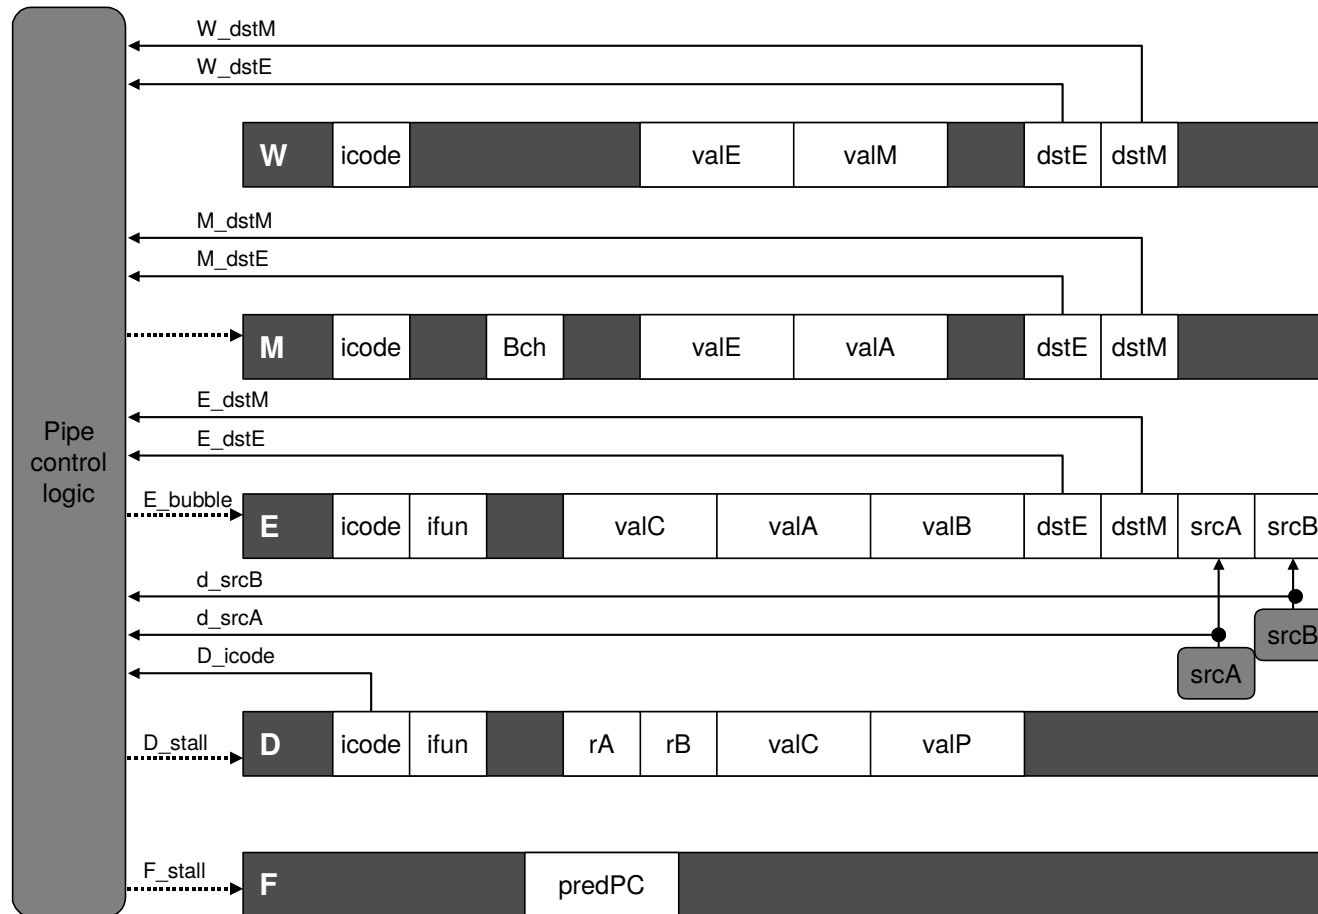 W_dstM
W_dstE
W icode valE valM dstE dstM
M_dstM
M_dstE
M icode Bch valE valA dstE dstM
E_dstM
Pipe
control
logic
E_dstE
E_bubble
E icode ifun valC valA valB dstE dstM srcA srcB
d_srcB
d_srcA
srcB
D_icode
srcA
D_stall
D icode ifun rA rB valC valP
F_stall
F predPC